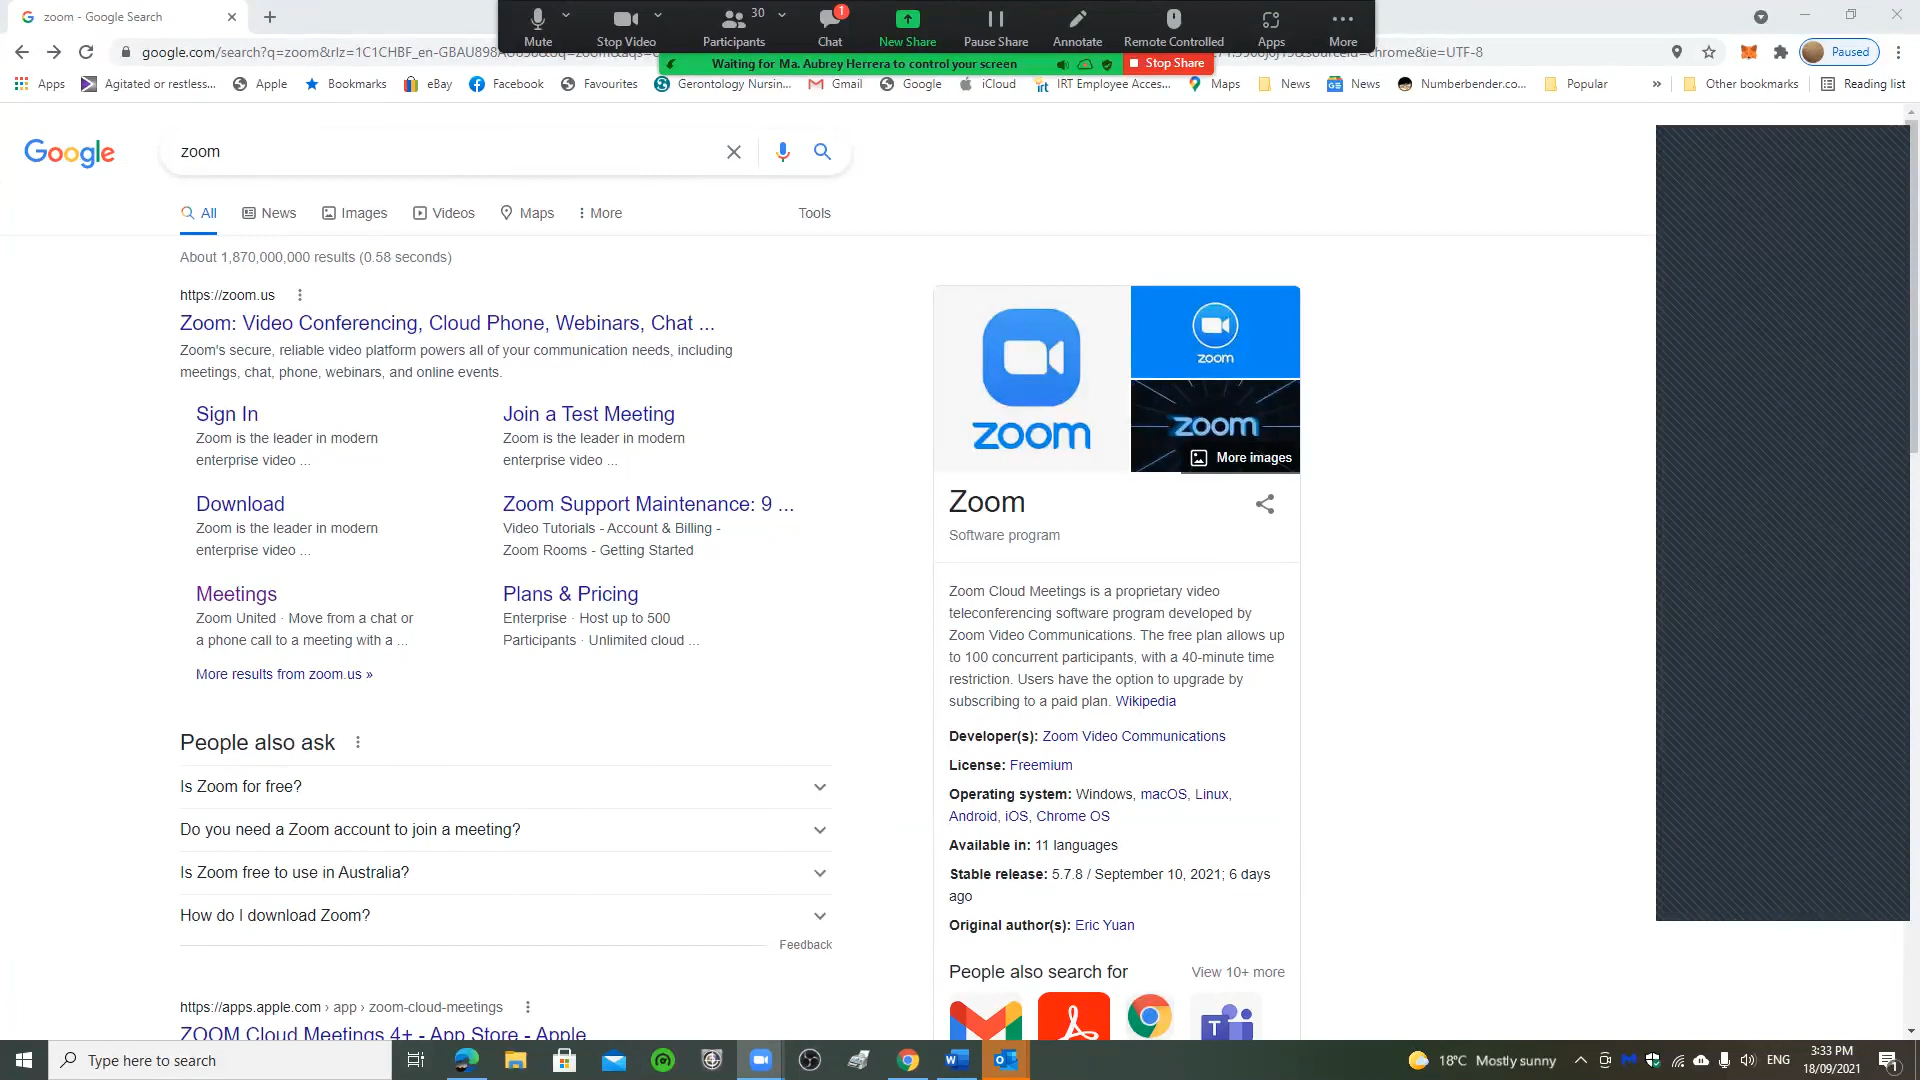 zoom - Google Search
Mute
Stop Video
30
Participants
1
Chat
New Share
Pause Share
Annotate
Remote Controlled
Apps
More
google.com/search?q=zoom&rlz=1C1CHBF_en-GBAU898AU898&oq=zoom&aqs=
chrome&ie=UTF-8
Paused
Waiting for Ma. Aubrey Herrera to control your screen
Stop Share
Apps
Agitated or restless...
Apple
Bookmarks
eBay
Facebook
Favourites
Gerontology Nursin...
Gmail
Google
iCloud
IRT Employee Acces...
Maps
News
News
Numberbender.co...
Popular
»
Other bookmarks
Reading list
Google
zoom
All
News
Images
Videos
Maps
More
Tools
About 1,870,000,000 results (0.58 seconds)
https://zoom.us
Zoom: Video Conferencing, Cloud Phone, Webinars, Chat ...
Zoom's secure, reliable video platform powers all of your communication needs, including
meetings, chat, phone, webinars, and online events.
Sign In
Zoom is the leader in modern
enterprise video ...
Join a Test Meeting
Zoom is the leader in modern
enterprise video ...
Download
Zoom is the leader in modern
enterprise video ...
Zoom Support Maintenance: 9 ...
Video Tutorials - Account & Billing -
Zoom Rooms - Getting Started
Meetings
Zoom United · Move from a chat or
a phone call to a meeting with a ...
Plans & Pricing
Enterprise · Host up to 500
Participants · Unlimited cloud ...
More results from zoom.us »
People also ask
Is Zoom for free?
Do you need a Zoom account to join a meeting?
Is Zoom free to use in Australia?
How do I download Zoom?
Feedback
https://apps.apple.com › app › zoom-cloud-meetings
ZOOM Cloud Meetings 4+ - App Store - Apple
zoom
zoom
zoom
More images
Zoom
Software program
Zoom Cloud Meetings is a proprietary video
teleconferencing software program developed by
Zoom Video Communications. The free plan allows up
to 100 concurrent participants, with a 40-minute time
restriction. Users have the option to upgrade by
subscribing to a paid plan. Wikipedia
Developer(s): Zoom Video Communications
License: Freemium
Operating system: Windows, macOS, Linux,
Android, iOS, Chrome OS
Available in: 11 languages
Stable release: 5.7.8 / September 10, 2021; 6 days
ago
Original author(s): Eric Yuan
People also search for
View 10+ more
Type here to search
18°C Mostly sunny
ENG
3:33 PM
18/09/2021
1